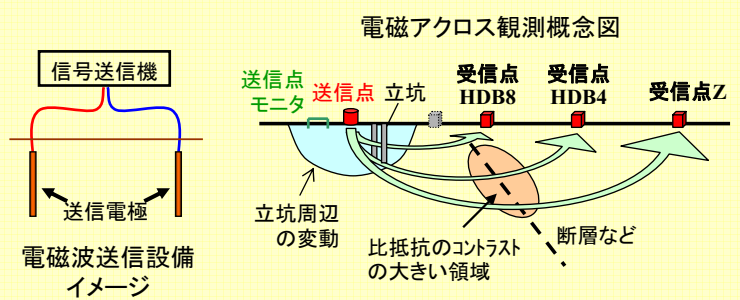 電磁アクロス観測概念図
信号送信機
送信電極
電磁波送信設備
イメージ
送信点
モニタ
送信点
立坑
受信点
HDB8
受信点
HDB4
受信点Z
立坑周辺
の変動
比抵抗のコントラスト
の大きい領域
断層など